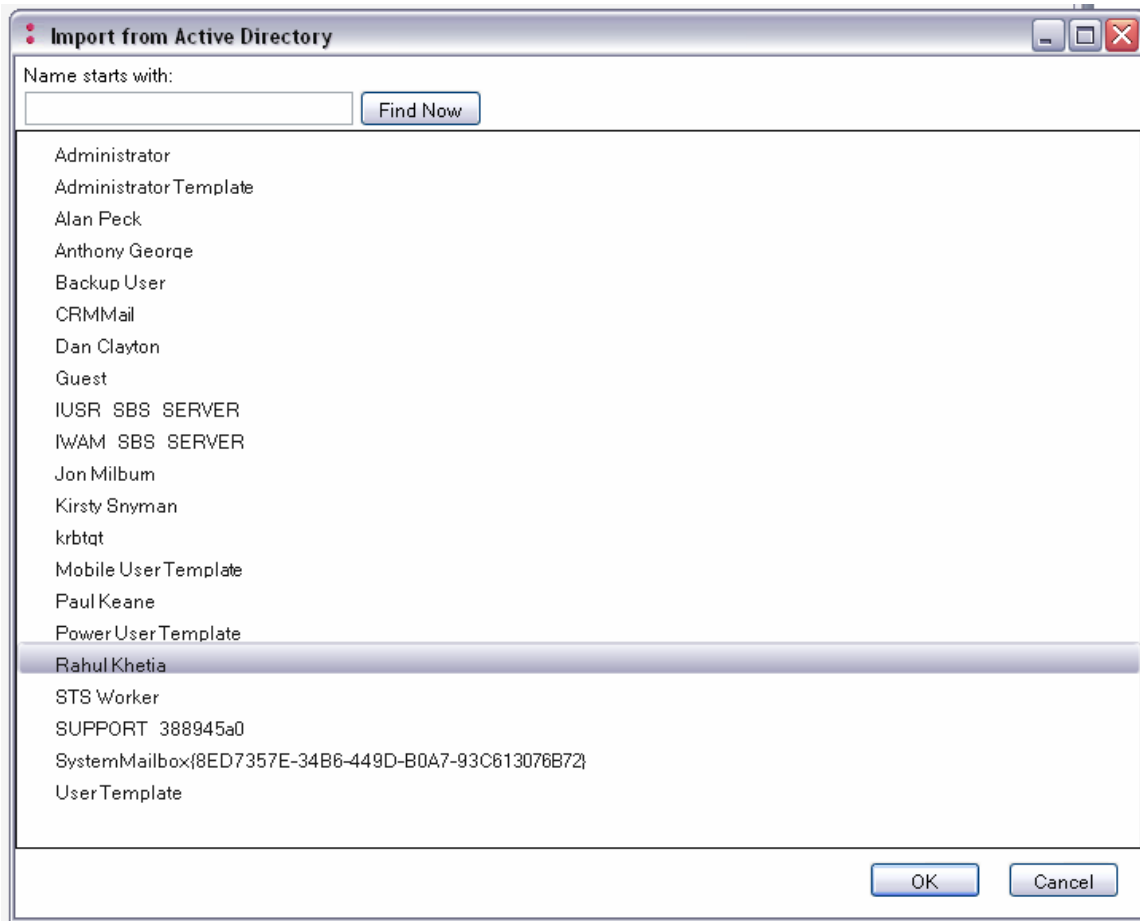 Import from Active Directory
Name starts with:
Find Now
Administrator
Administrator Template
Alan Peck
Anthony George
Backup User
CRMMail
Dan Clayton
Guest
IUSR SBS SERVER
IWAM SBS SERVER
Jon Milburn
Kirsty Snyman
krbtgt
Mobile User Template
Paul Keane
Power User Template
Rahul Khetia
STS Worker
SUPPORT 388945a0
SystemMailbox{8ED7357E-34B6-449D-B0A7-93C613076B72}
User Template
OK Cancel